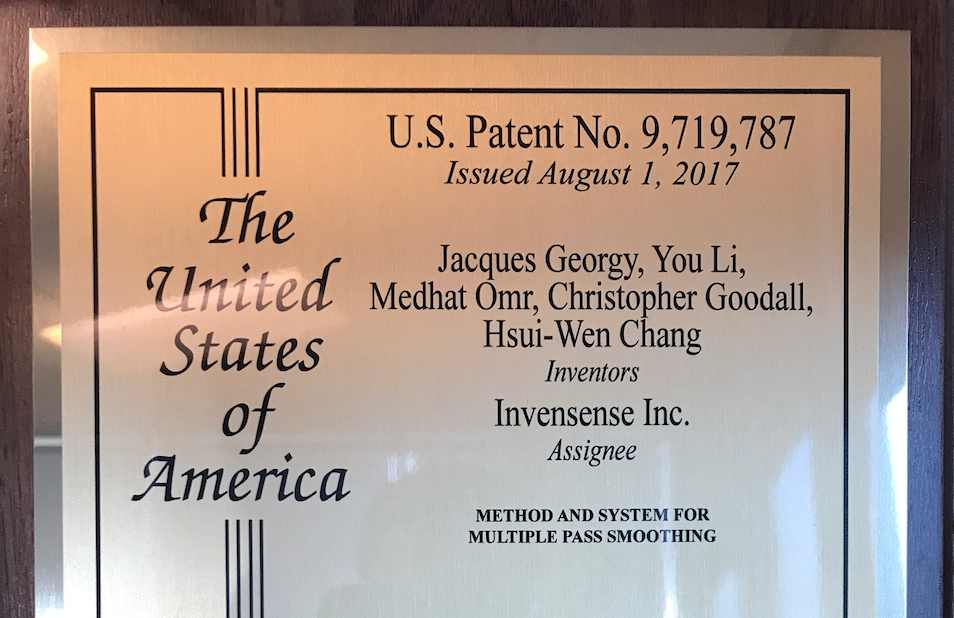 The
United
States
of
America
U.S. Patent No. 9,719,787
Issued August 1, 2017
Jacques Georgy, You Li,
Medhat Omr, Christopher Goodall,
Hsui-Wen Chang
Inventors
Invensense Inc.
Assignee
METHOD AND SYSTEM FOR
MULTIPLE PASS SMOOTHING